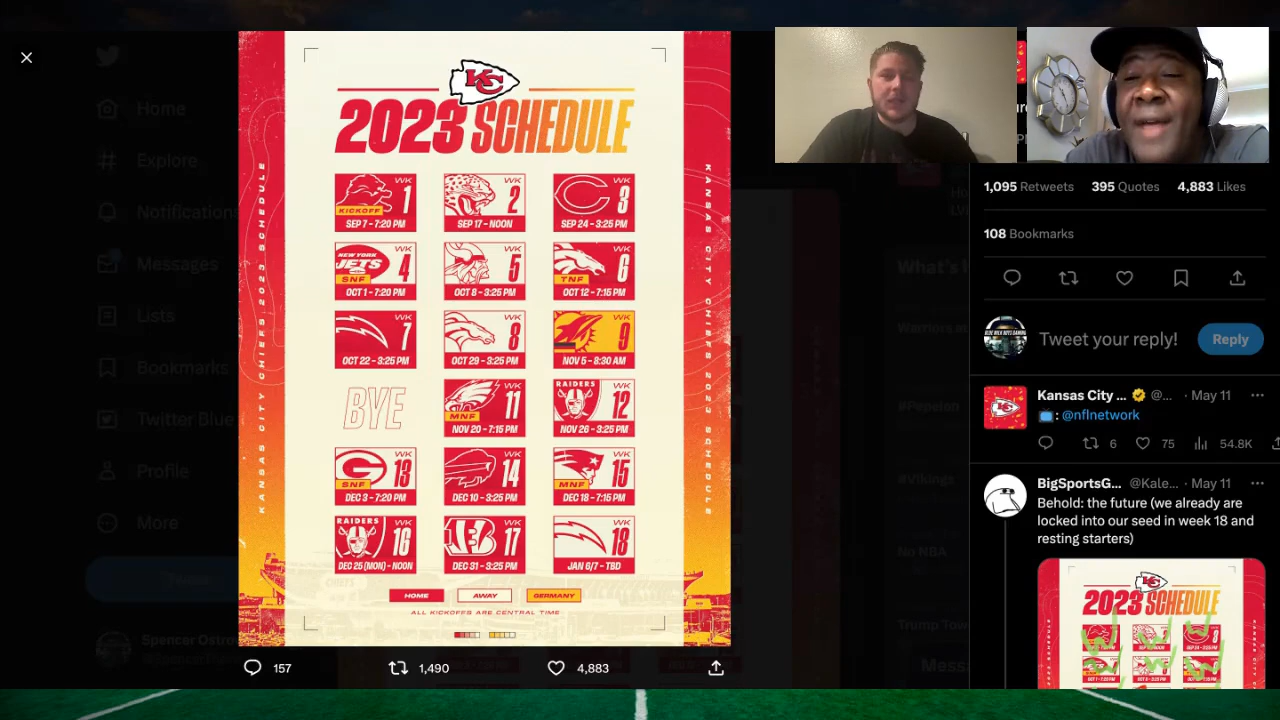 Home
Explore
Notifications
Messages
Lists
Bookmarks
Twitter Blue
Profile
More
KANSAS CITY CHIEFS 2023 SCHEDULE
KC
2023 SCHEDULE
WK 1
KICKOFF
SEP 7 - 7:20 PM
WK 2
SEP 17 - NOON
WK 3
SEP 24 - 3:25 PM
NEW YORK JETS
WK 4
SNF
OCT 1 - 7:20 PM
WK 5
OCT 8 - 3:25 PM
WK 6
TNF
OCT 12 - 7:15 PM
WK 7
OCT 22 - 3:25 PM
WK 8
OCT 29 - 3:25 PM
WK 9
NOV 5 - 8:30 AM
BYE
WK 11
MNF
NOV 20 - 7:15 PM
RAIDERS
WK 12
NOV 26 - 3:25 PM
WK 13
SNF
DEC 3 - 7:20 PM
WK 14
DEC 10 - 3:25 PM
WK 15
MNF
DEC 18 - 7:15 PM
RAIDERS
WK 16
DEC 25 (MON) - NOON
WK 17
DEC 31 - 3:25 PM
WK 18
JAN 6/7 - TBD
HOME
AWAY
GERMANY
ALL KICKOFFS ARE CENTRAL TIME
KANSAS CITY CHIEFS 2023 SCHEDULE
157
1,490
4,883
1,095 Retweets 395 Quotes 4,883 Likes
108 Bookmarks
Tweet your reply!
Reply
Kansas City ... @... · May 11
: @nflnetwork
6
75
54.8K
BigSportsG... @Kale... · May 11
Behold: the future (we already are
locked into our seed in week 18 and
resting starters)
2023 SCHEDULE